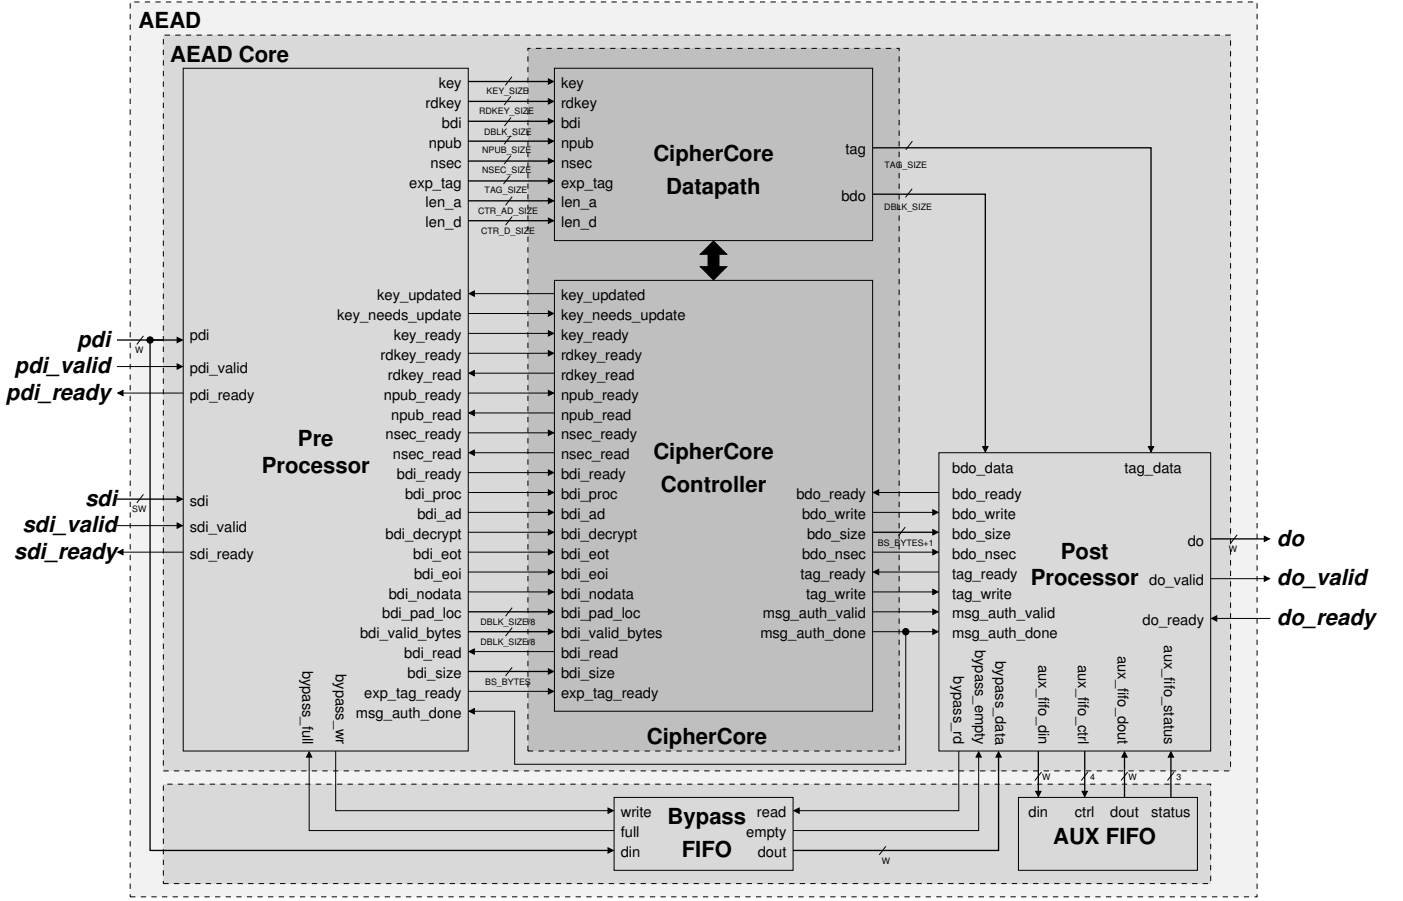 AEAD
AEAD Core
key
rdkey
bdi
npub
nsec
exp_tag
len_a
len_d
KEY_SIZE
RDKEY_SIZE
DBLK_SIZE
NPUB_SIZE
NSEC_SIZE
TAG_SIZE
CTR_AD_SIZE
CTR_D_SIZE
key
rdkey
bdi
npub
nsec
exp_tag
len_a
len_d
CipherCore
Datapath
tag
bdo
TAG_SIZE
DBLK_SIZE
key_updated
key_needs_update
key_ready
rdkey_ready
rdkey_read
npub_ready
npub_read
nsec_ready
nsec_read
bdi_ready
bdi_proc
bdi_ad
bdi_decrypt
bdi_eot
bdi_eoi
bdi_nodata
bdi_pad_loc
bdi_valid_bytes
bdi_read
bdi_size
exp_tag_ready
msg_auth_done
DBLK_SIZE/8
DBLK_SIZE/8
BS_BYTES
key_updated
key_needs_update
key_ready
rdkey_ready
rdkey_read
npub_ready
npub_read
nsec_ready
nsec_read
bdi_ready
bdi_proc
bdi_ad
bdi_decrypt
bdi_eot
bdi_eoi
bdi_nodata
bdi_pad_loc
bdi_valid_bytes
bdi_read
bdi_size
exp_tag_ready
CipherCore
Controller
CipherCore
bdo_ready
bdo_write
bdo_size
bdo_nsec
tag_ready
tag_write
msg_auth_valid
msg_auth_done
BS_BYTES+1
pdi
pdi_valid
pdi_ready
sdi
sdi_valid
sdi_ready
W
SW
pdi
pdi_valid
pdi_ready
sdi
sdi_valid
sdi_ready
Pre
Processor
bypass_full
bypass_wr
bdo_data
tag_data
bdo_ready
bdo_write
bdo_size
bdo_nsec
tag_ready
tag_write
msg_auth_valid
msg_auth_done
Post
Processor
do
do_valid
do_ready
W
do
do_valid
do_ready
bypass_rd
bypass_empty
bypass_data
aux_fifo_din
aux_fifo_ctrl
aux_fifo_dout
aux_fifo_status
W
4
W
3
write
full
din
Bypass
FIFO
read
empty
dout
W
din
ctrl
dout
status
AUX FIFO